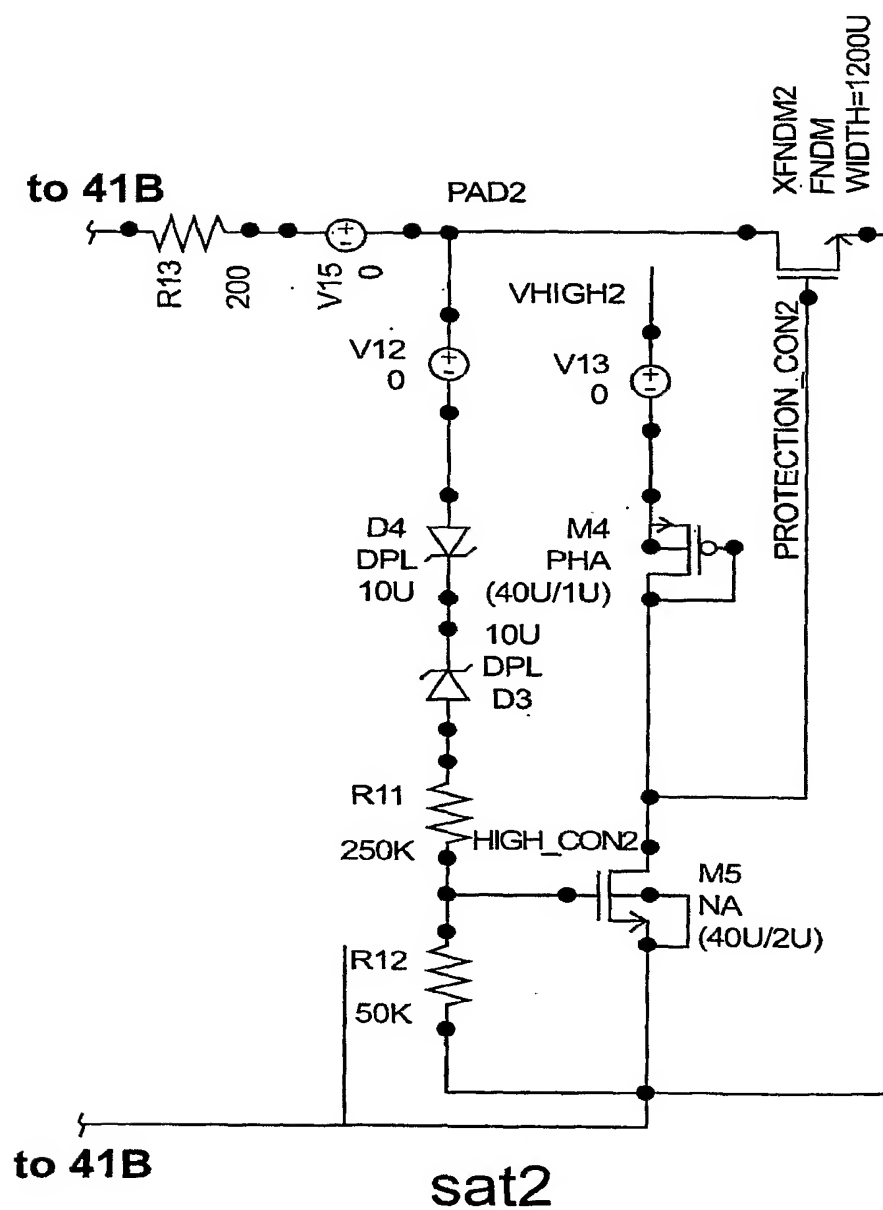 to 41B
R13
200
V15
0
PAD2
XFNDM2
FNDM
WIDTH=1200U
V12
0
VHIGH2
V13
0
PROTECTION_CON2
D4
DPL
10U
M4
PHA
(40U/1U)
10U
DPL
D3
R11
250K
HIGH_CON2
M5
NA
(40U/2U)
R12
50K
to 41B
sat2